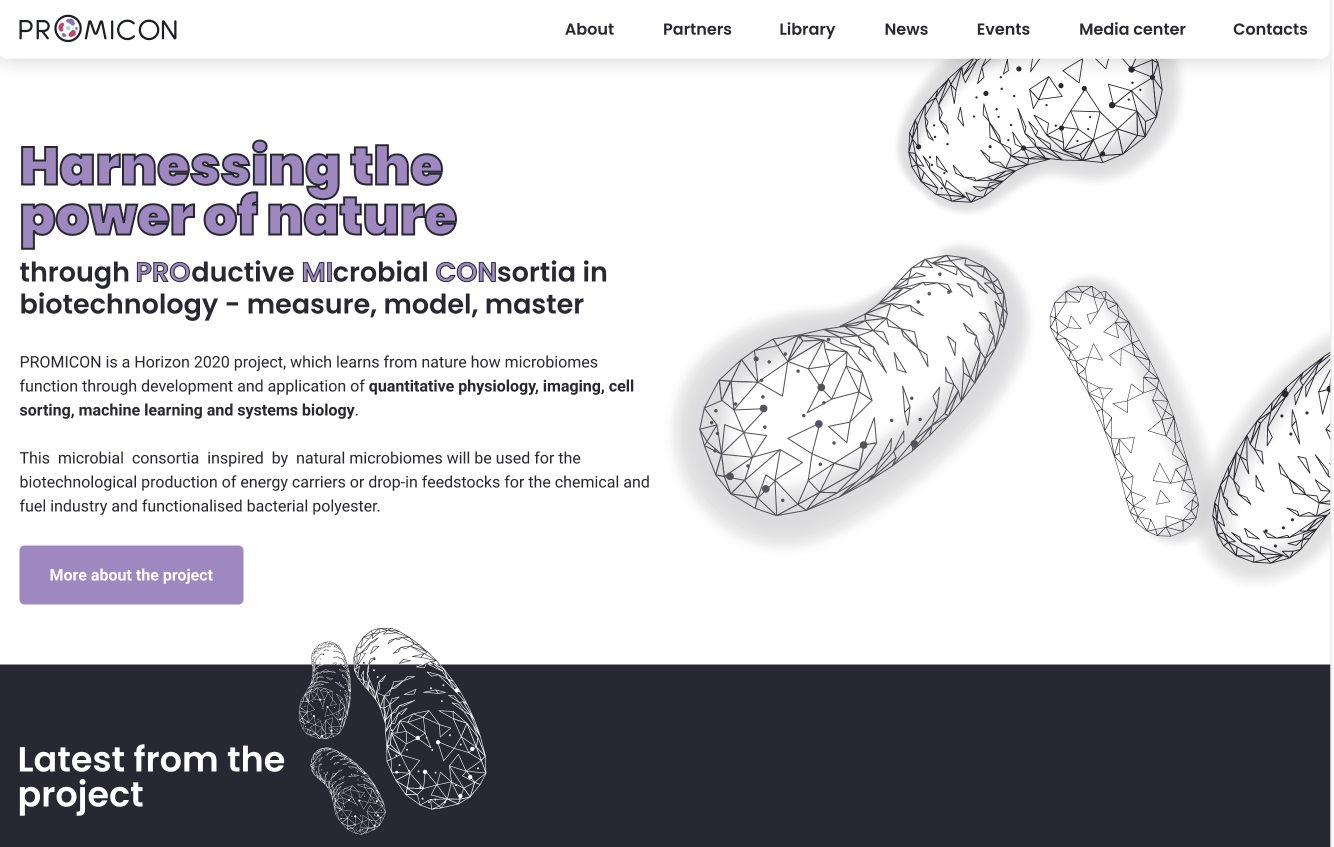 PROMICON
About Partners Library News Events Media center Contacts
Harnessing the
power of nature
through PROductive MIcrobial CONsortia in
biotechnology - measure, model, master
PROMICON is a Horizon 2020 project, which learns from nature how microbiomes
function through development and application of quantitative physiology, imaging, cell
sorting, machine learning and systems biology.
This microbial consortia inspired by natural microbiomes will be used for the
biotechnological production of energy carriers or drop-in feedstocks for the chemical and
fuel industry and functionalised bacterial polyester.
More about the project
Latest from the
project